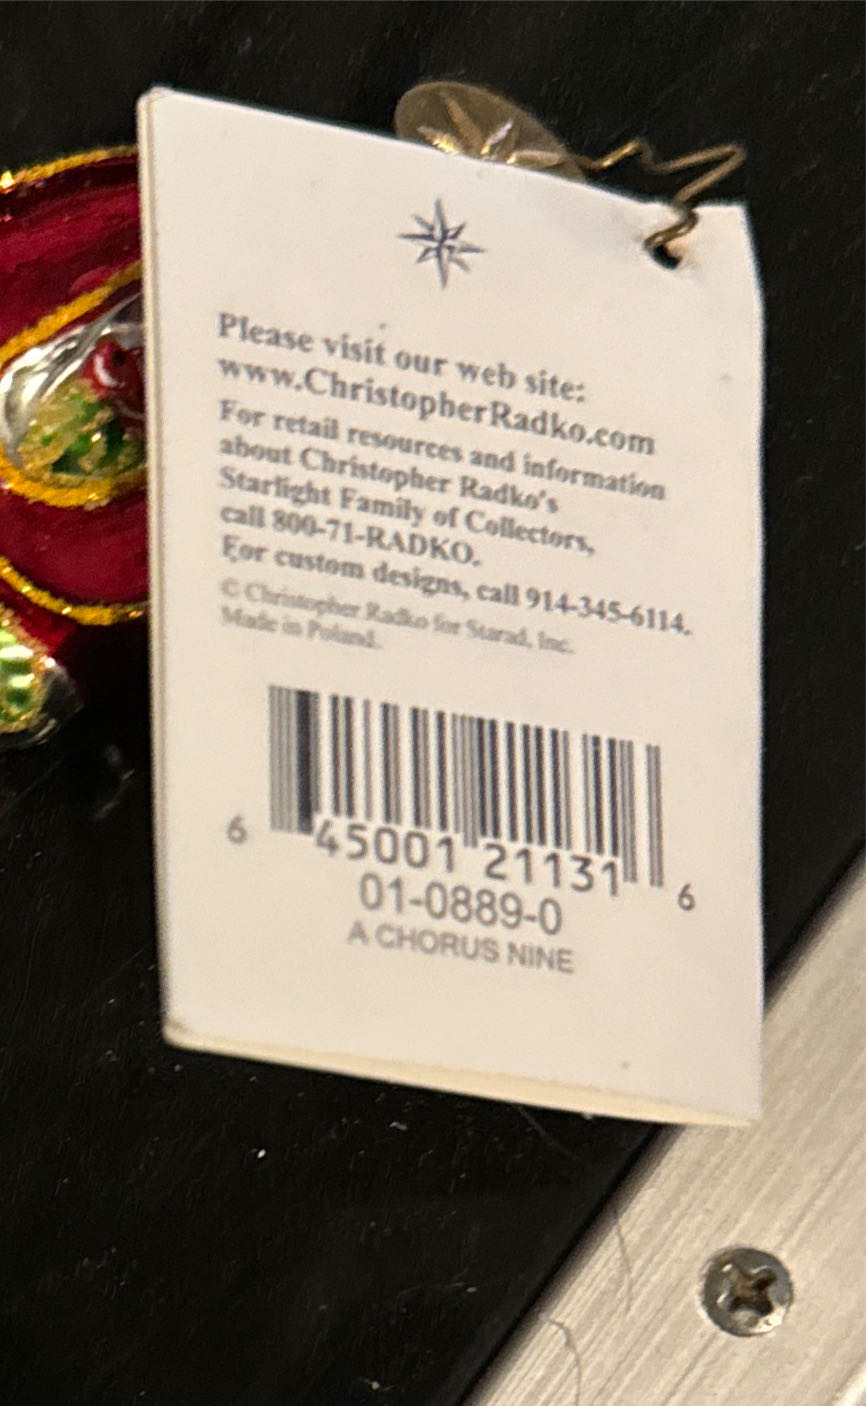 Please visit our web site:
www.ChristopherRadko.com
For retail resources and information
about Christopher Radko's
Starlight Family of Collectors,
call 800-71-RADKO.
For custom designs, call 914-345-6114.
© Christopher Radko for Starad, Inc.
Made in Poland.
6 45001 21131 6
01-0889-0
A CHORUS NINE